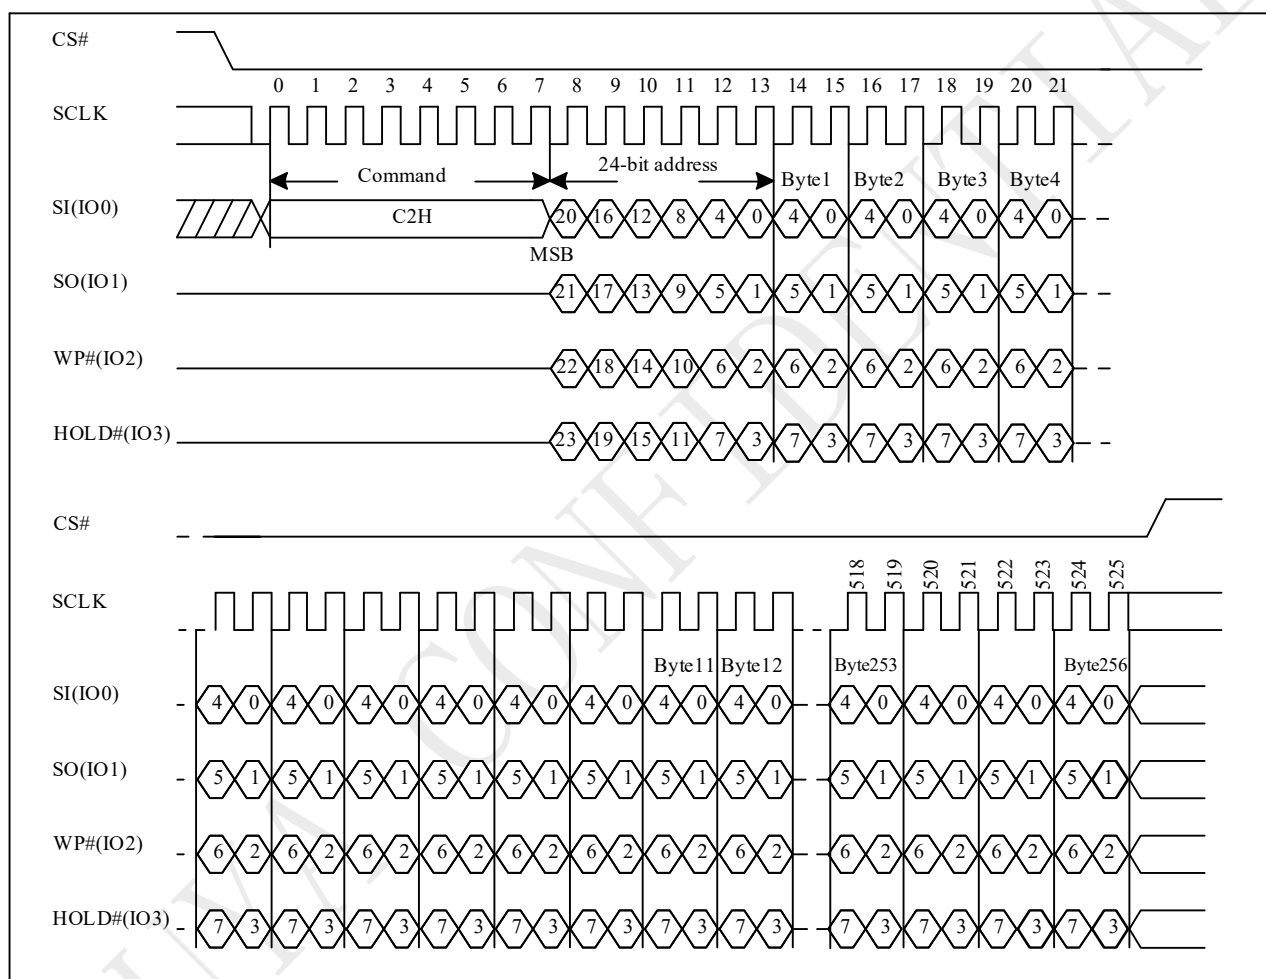 CS#
0 1 2 3 4 5 6 7 8 9 10 11 12 13 14 15 16 17 18 19 20 21
SCLK
Command 24-bit address Byte1 Byte2 Byte3 Byte4
SI(IO0) C2H 20 16 12 8 4 0 4 0 4 0 4 0 4 0
MSB
SO(IO1) 21 17 13 9 5 1 5 1 5 1 5 1 5 1
WP#(IO2) 22 18 14 10 6 2 6 2 6 2 6 2 6 2
HOLD#(IO3) 23 19 15 11 7 3 7 3 7 3 7 3 7 3
CS#
518 519 520 521 522 523 524 525
SCLK
Byte11 Byte12 Byte253 Byte256
SI(IO0) 4 0 4 0 4 0 4 0 4 0 4 0 4 0 4 0 4 0 4 0 4 0 4 0
SO(IO1) 5 1 5 1 5 1 5 1 5 1 5 1 5 1 5 1 5 1 5 1 5 1 5 1
WP#(IO2) 6 2 6 2 6 2 6 2 6 2 6 2 6 2 6 2 6 2 6 2 6 2 6 2
HOLD#(IO3) 7 3 7 3 7 3 7 3 7 3 7 3 7 3 7 3 7 3 7 3 7 3 7 3
UYA CONFIDENTIAL